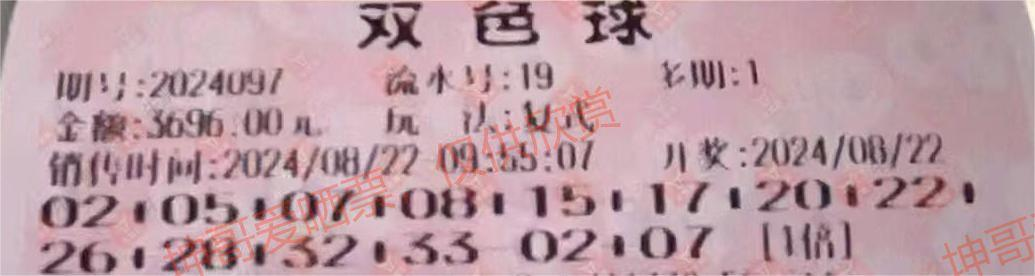 双色球
期号:2024097 流水号:19 多期:1
金额:3696.00元 玩法:复式
销售时间:2024/08/22 09:55:07 开奖:2024/08/22
02+05+07+08+15+17+20+22+
26+28+32+33 02+07 [1倍]
坤哥爱晒票 仅供欣赏
坤哥